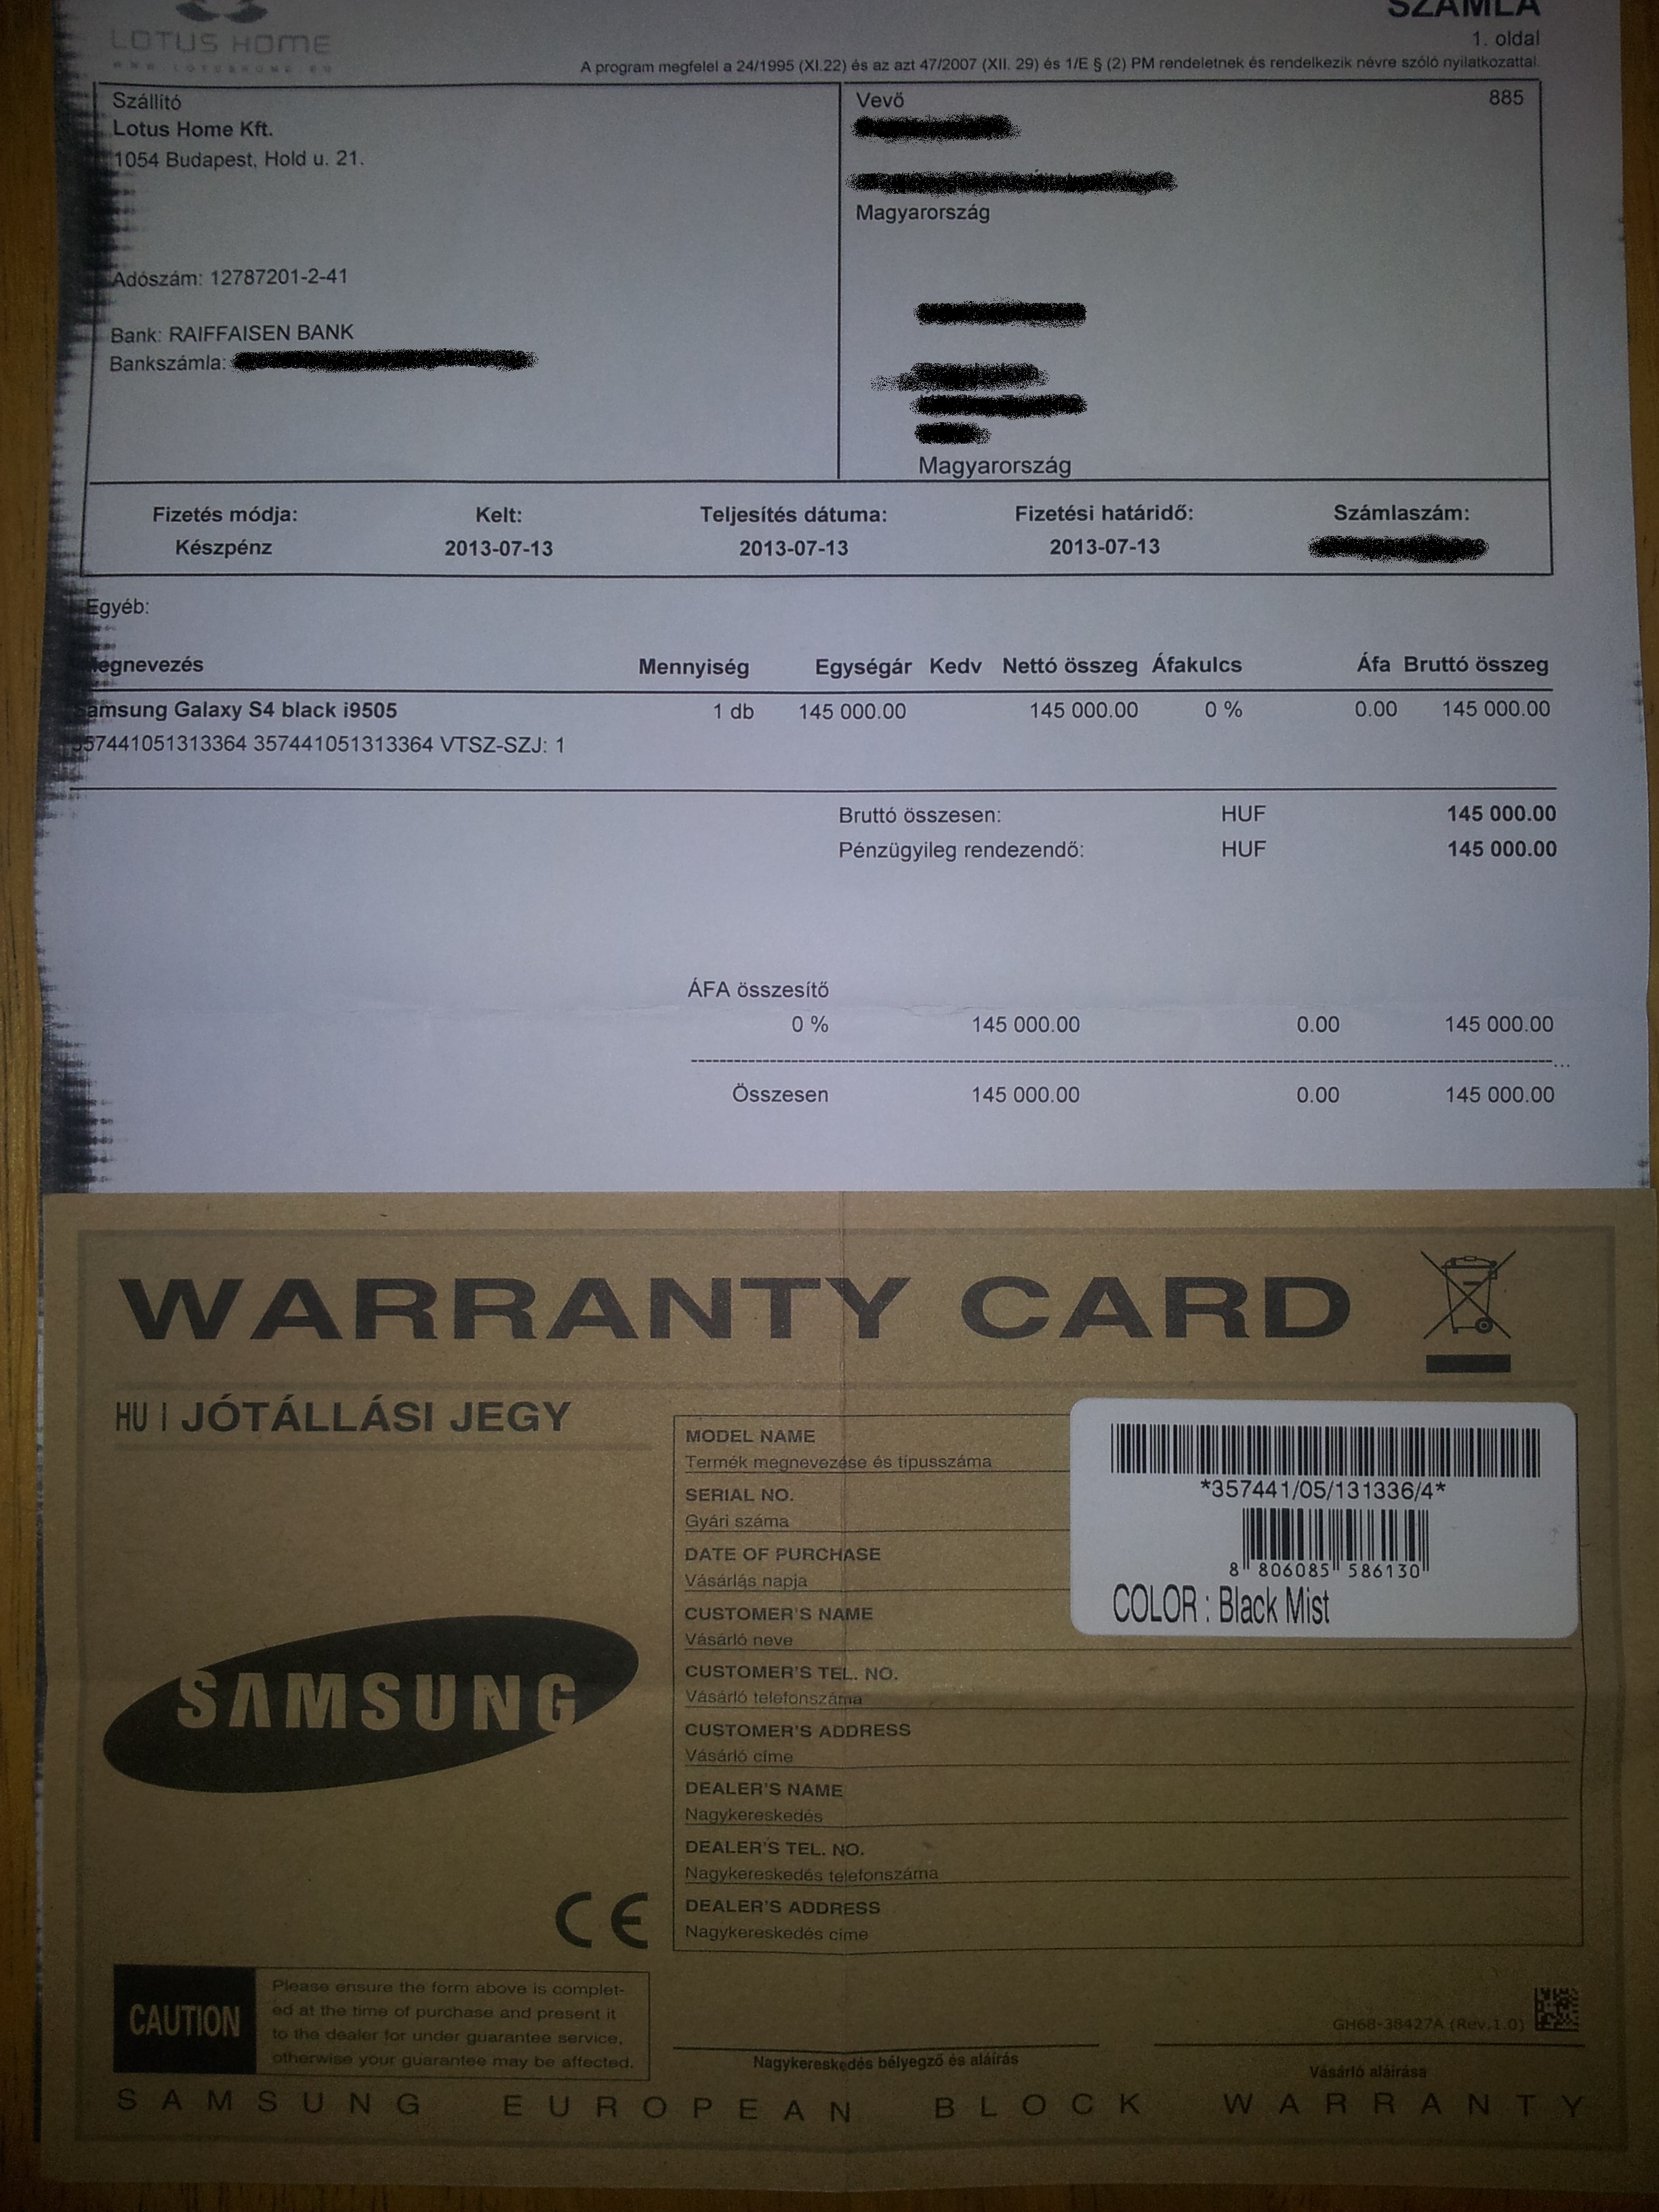 LOTUS HOME
WWW.LOTUSHOME.EU
SZÁMLA
1. oldal
A program megfelel a 24/1995 (XI.22) és az azt 47/2007 (XII. 29) és 1/E § (2) PM rendeletnek és rendelkezik névre szóló nyilatkozattal.
Szállító
Lotus Home Kft.
1054 Budapest, Hold u. 21.
Adószám: 12787201-2-41
Bank: RAIFFAISEN BANK
Bankszámla:
Vevő 885
Magyarország
Magyarország
Fizetés módja: Kelt: Teljesítés dátuma: Fizetési határidő: Számlaszám:
Készpénz 2013-07-13 2013-07-13 2013-07-13
Egyéb:
Megnevezés Mennyiség Egységár Kedv Nettó összeg Áfakulcs Áfa Bruttó összeg
Samsung Galaxy S4 black i9505 1 db 145 000.00 145 000.00 0 % 0.00 145 000.00
357441051313364 357441051313364 VTSZ-SZJ: 1
Bruttó összesen: HUF 145 000.00
Pénzügyileg rendezendő: HUF 145 000.00
ÁFA összesítő
0 % 145 000.00 0.00 145 000.00
Összesen 145 000.00 0.00 145 000.00
WARRANTY CARD
HU | JÓTÁLLÁSI JEGY
MODEL NAME
Termék megnevezése és típusszáma
SERIAL NO.
Gyári száma
DATE OF PURCHASE
Vásárlás napja
CUSTOMER'S NAME
Vásárló neve
CUSTOMER'S TEL. NO.
Vásárló telefonszáma
CUSTOMER'S ADDRESS
Vásárló címe
DEALER'S NAME
Nagykereskedés
DEALER'S TEL. NO.
Nagykereskedés telefonszáma
DEALER'S ADDRESS
Nagykereskedés címe
*357441/05/131336/4*
8 806085 586130
COLOR : Black Mist
SAMSUNG
CE
CAUTION
Please ensure the form above is complet-
ed at the time of purchase and present it
to the dealer for under guarantee service,
otherwise your guarantee may be affected.
GH68-38427A (Rev.1.0)
Nagykereskedés bélyegző és aláírás
Vásárló aláírása
SAMSUNG EUROPEAN BLOCK WARRANTY